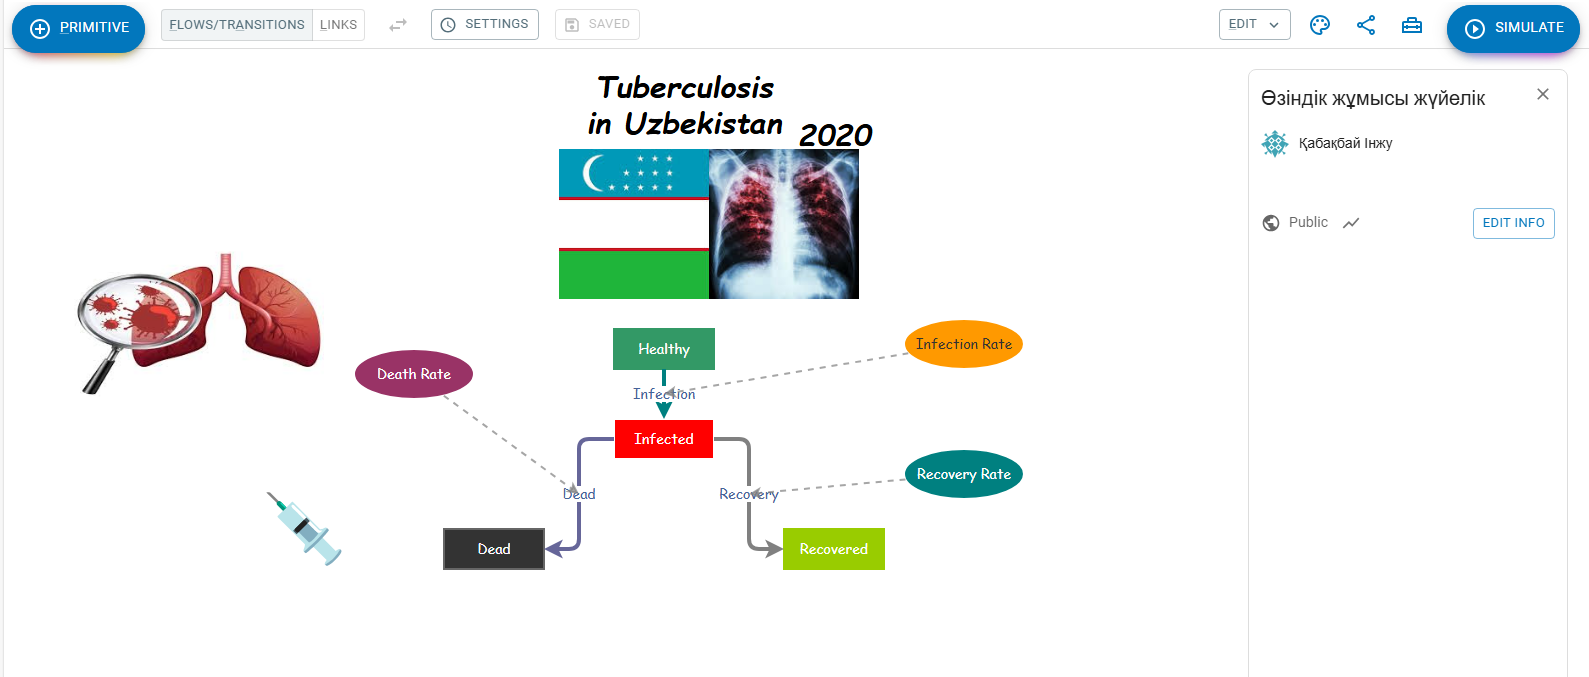 PRIMITIVE
FLOWS/TRANSITIONS
LINKS
SETTINGS
SAVED
EDIT
SIMULATE
Tuberculosis
in Uzbekistan
2020
Өзіндік жұмысы жүйелік
Қабақбай Інжу
Public
EDIT INFO
Healthy
Infection Rate
Death Rate
Infection
Infected
Recovery Rate
Dead
Recovery
Dead
Recovered